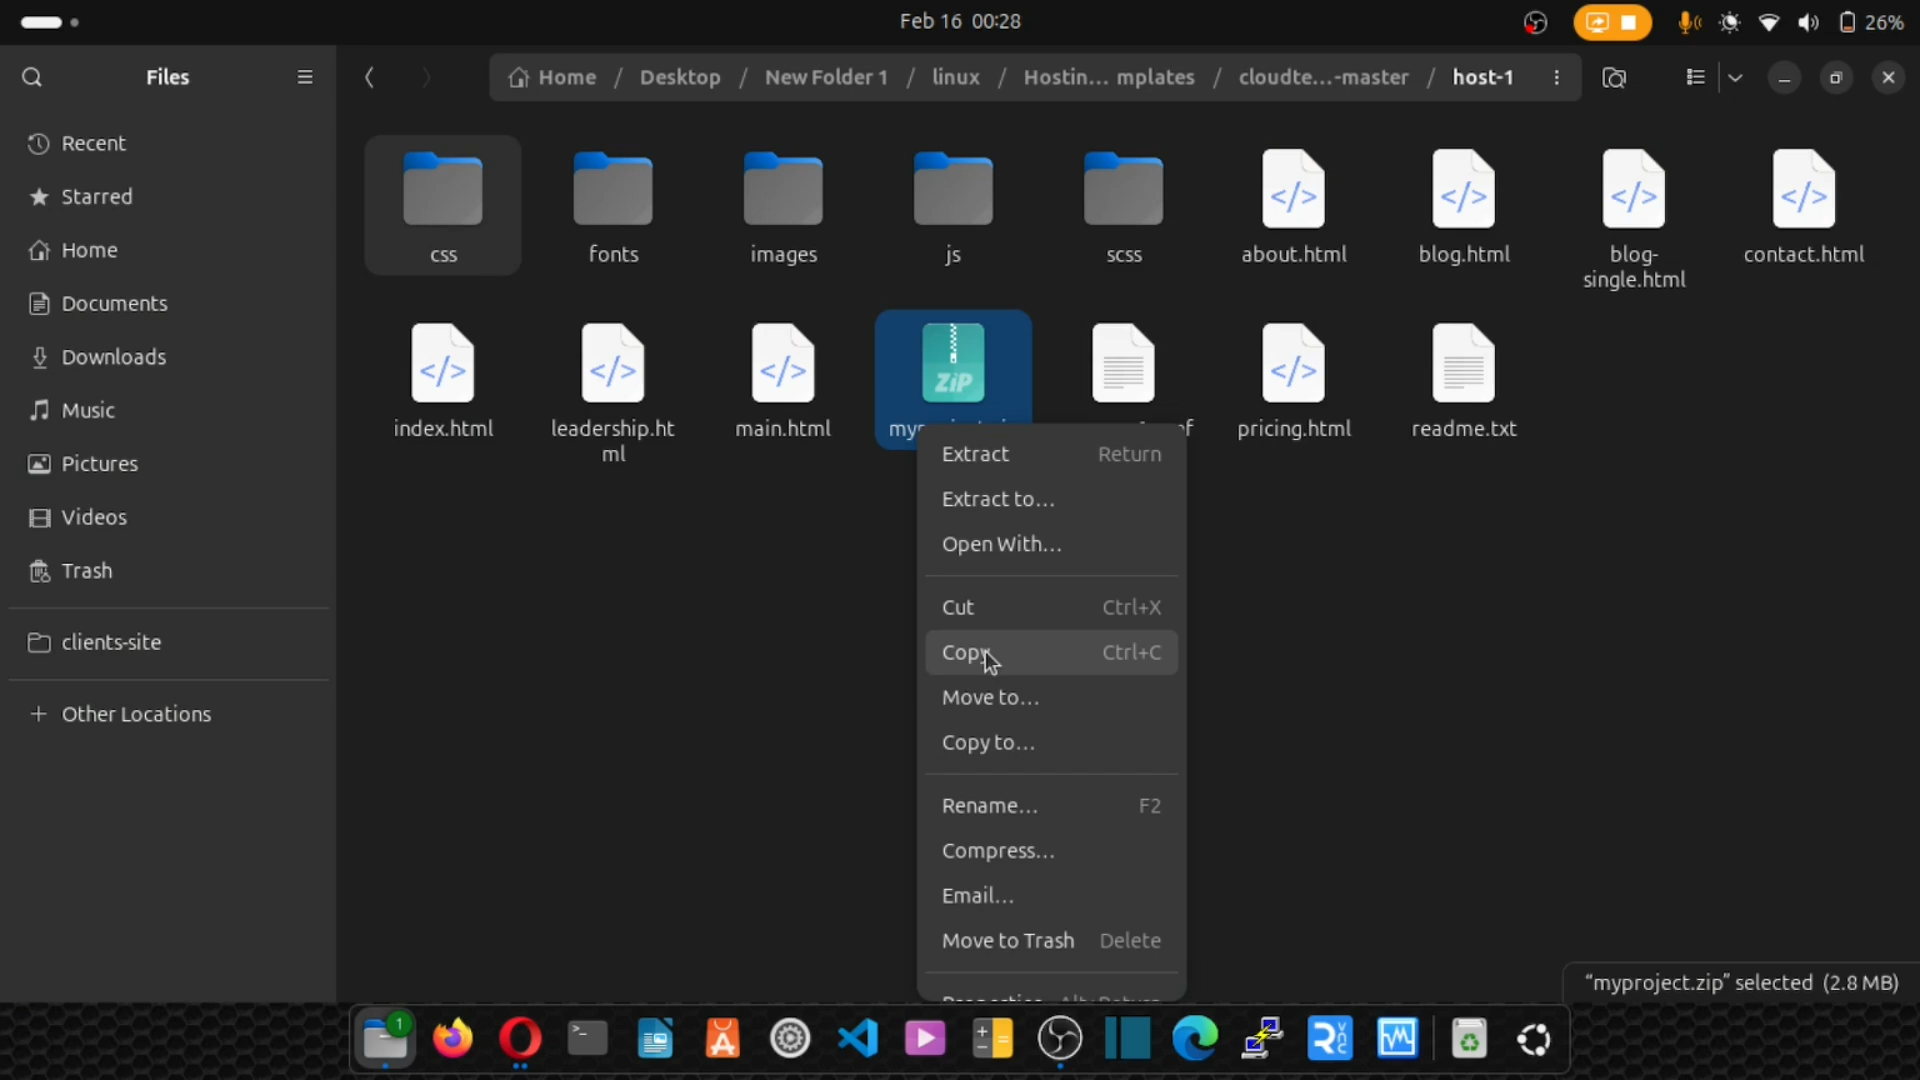 Feb 16 00:28
26%
Files
Home / Desktop / New Folder 1 / linux / Hostin... mplates / cloudte...-master / host-1
Recent
Starred
Home
Documents
Downloads
Music
Pictures
Videos
Trash
clients-site
+ Other Locations
css
fonts
images
js
scss
about.html
blog.html
blog-
single.html
contact.html
index.html
leadership.ht
ml
main.html
ZiP
pricing.html
readme.txt
Extract Return
Extract to...
Open With...
Cut Ctrl+X
Copy Ctrl+C
Move to...
Copy to...
Rename... F2
Compress...
Email...
Move to Trash Delete
"myproject.zip" selected (2.8 MB)
1